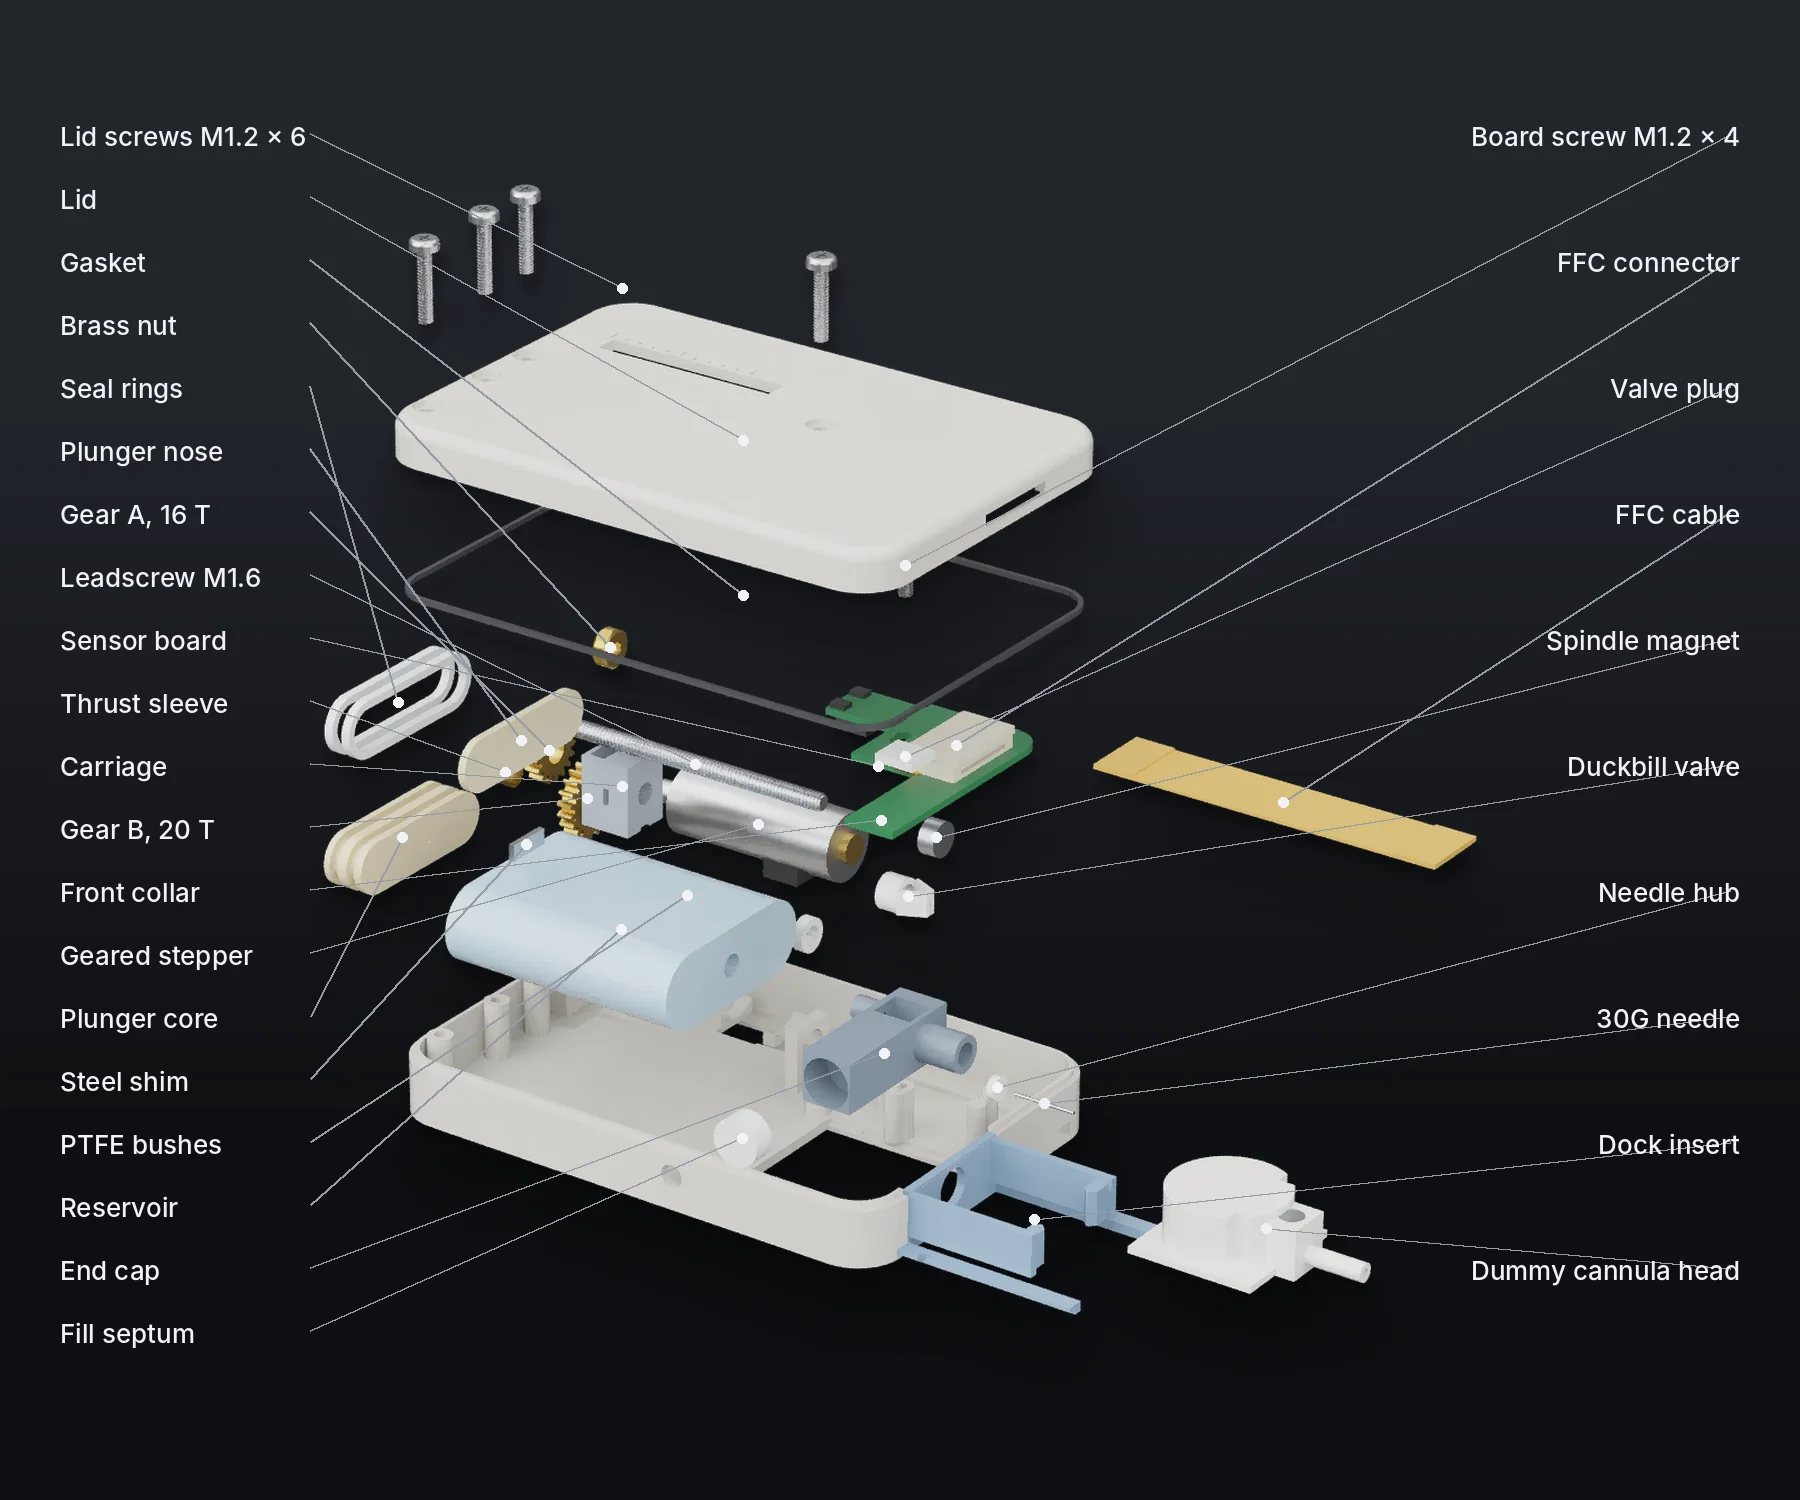 Lid screws M1.2 × 6
Lid
Gasket
Brass nut
Seal rings
Plunger nose
Gear A, 16 T
Leadscrew M1.6
Sensor board
Thrust sleeve
Carriage
Gear B, 20 T
Front collar
Geared stepper
Plunger core
Steel shim
PTFE bushes
Reservoir
End cap
Fill septum
Board screw M1.2 × 4
FFC connector
Valve plug
FFC cable
Spindle magnet
Duckbill valve
Needle hub
30G needle
Dock insert
Dummy cannula head